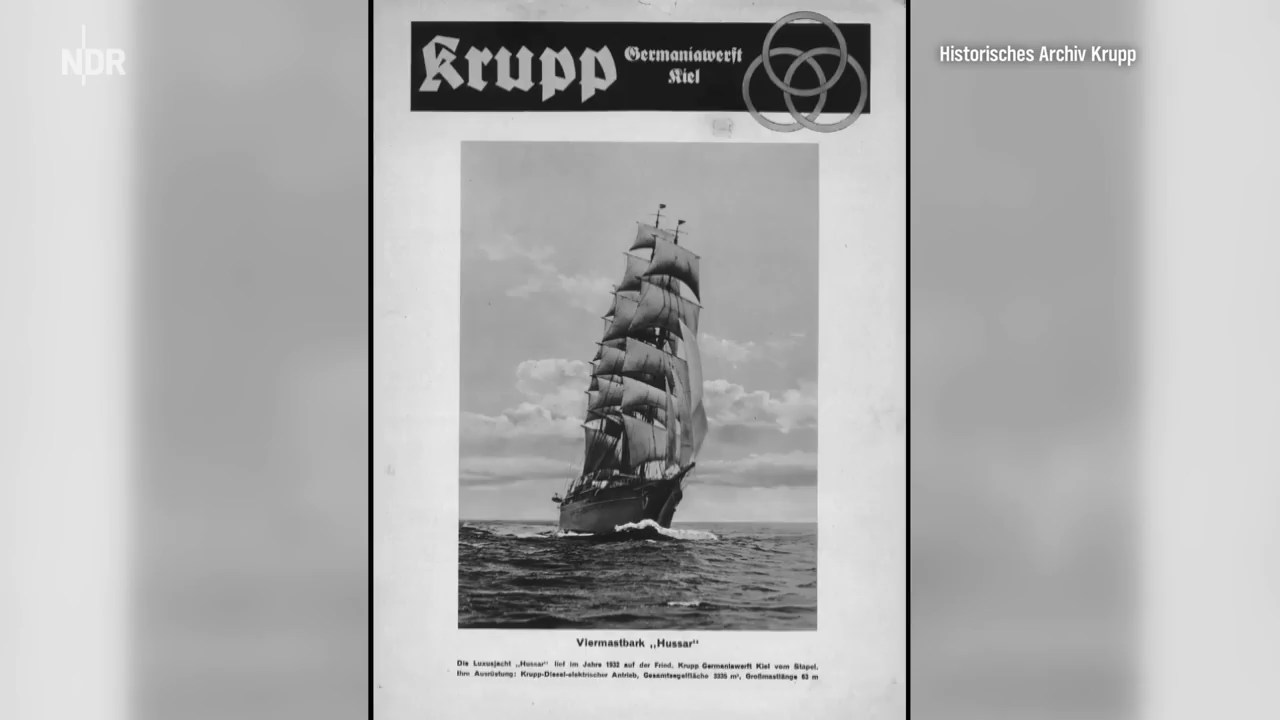 NDR
Historisches Archiv Krupp
Krupp Germaniawerft
Kiel
Viermastbark „Hussar“
Die Luxusjacht „Hussar“ lief im Jahre 1932 auf der Fried. Krupp Germaniawerft Kiel vom Stapel.
Ihre Ausrüstung: Krupp-Diesel-elektrischer Antrieb, Gesamtsegelfläche 3335 m², Großmastlänge 63 m